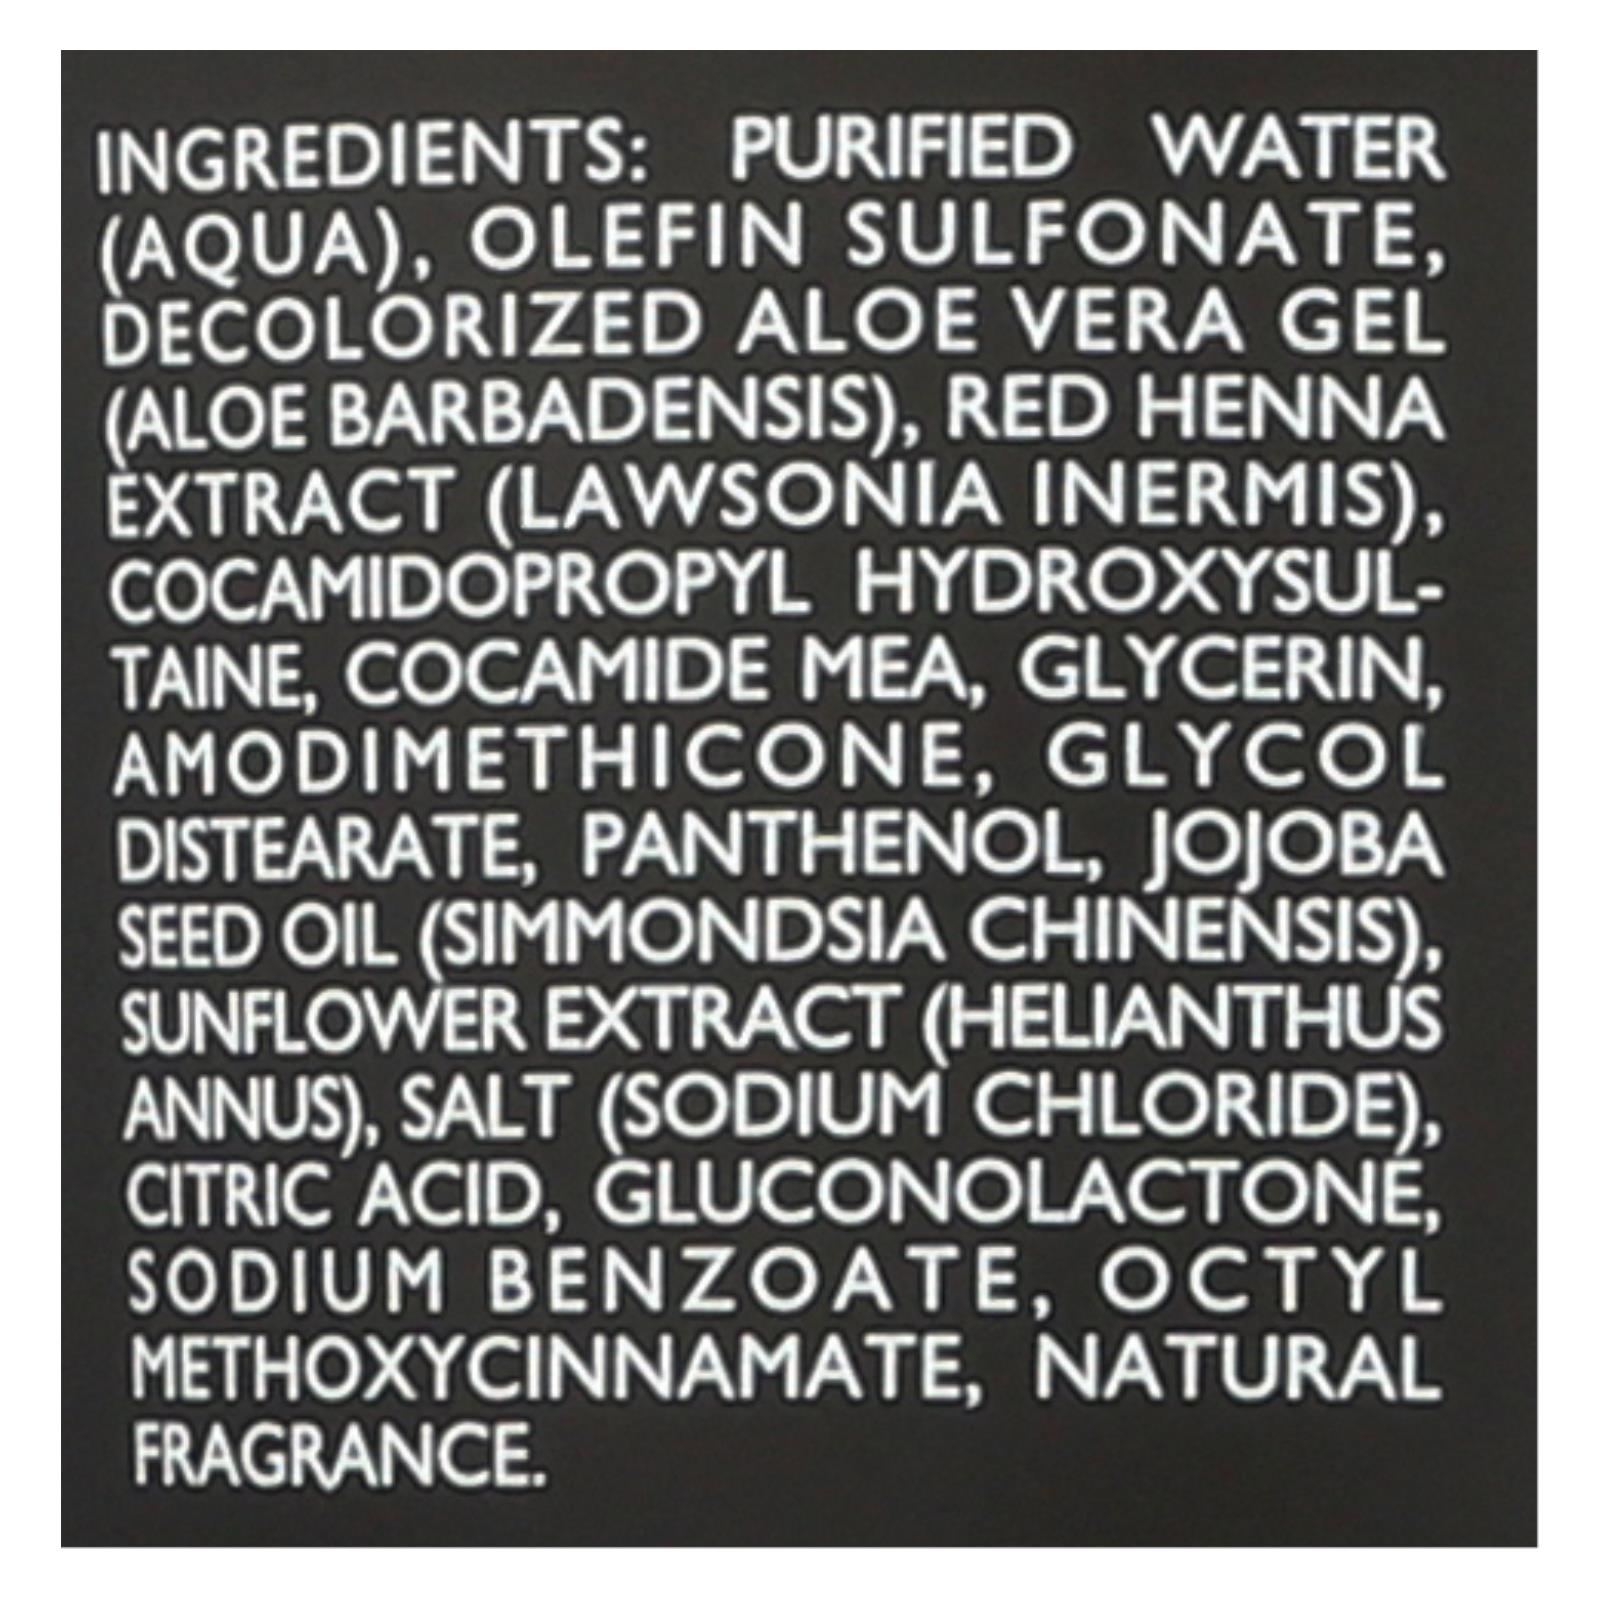 INGREDIENTS: PURIFIED WATER
(AQUA), OLEFIN SULFONATE,
DECOLORIZED ALOE VERA GEL
(ALOE BARBADENSIS), RED HENNA
EXTRACT (LAWSONIA INERMIS),
COCAMIDOPROPYL HYDROXYSUL-
TAINE, COCAMIDE MEA, GLYCERIN,
AMODIMETHICONE, GLYCOL
DISTEARATE, PANTHENOL, JOJOBA
SEED OIL (SIMMONDSIA CHINENSIS),
SUNFLOWER EXTRACT (HELIANTHUS
ANNUS), SALT (SODIUM CHLORIDE),
CITRIC ACID, GLUCONOLACTONE,
SODIUM BENZOATE, OCTYL
METHOXYCINNAMATE, NATURAL
FRAGRANCE.